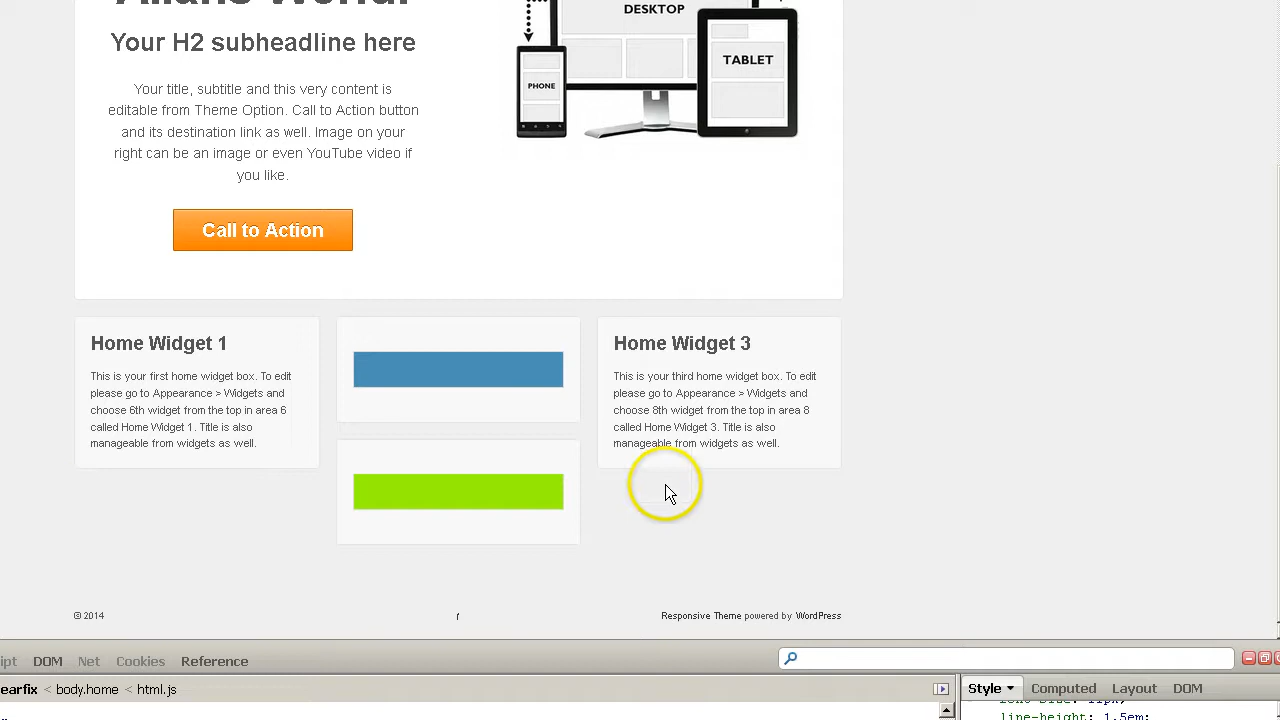 Allans World!
Your H2 subheadline here
Your title, subtitle and this very content is
editable from Theme Option. Call to Action button
and its destination link as well. Image on your
right can be an image or even YouTube video if
you like.
Call to Action
DESKTOP
TABLET
PHONE
Home Widget 1
This is your first home widget box. To edit
please go to Appearance > Widgets and
choose 6th widget from the top in area 6
called Home Widget 1. Title is also
manageable from widgets as well.
Home Widget 3
This is your third home widget box. To edit
please go to Appearance > Widgets and
choose 8th widget from the top in area 8
called Home Widget 3. Title is also
manageable from widgets as well.
© 2014
↑
Responsive Theme powered by WordPress
ipt DOM Net Cookies Reference
earfix < body.home < html.js
Style Computed Layout DOM
line-height: 1.5em;